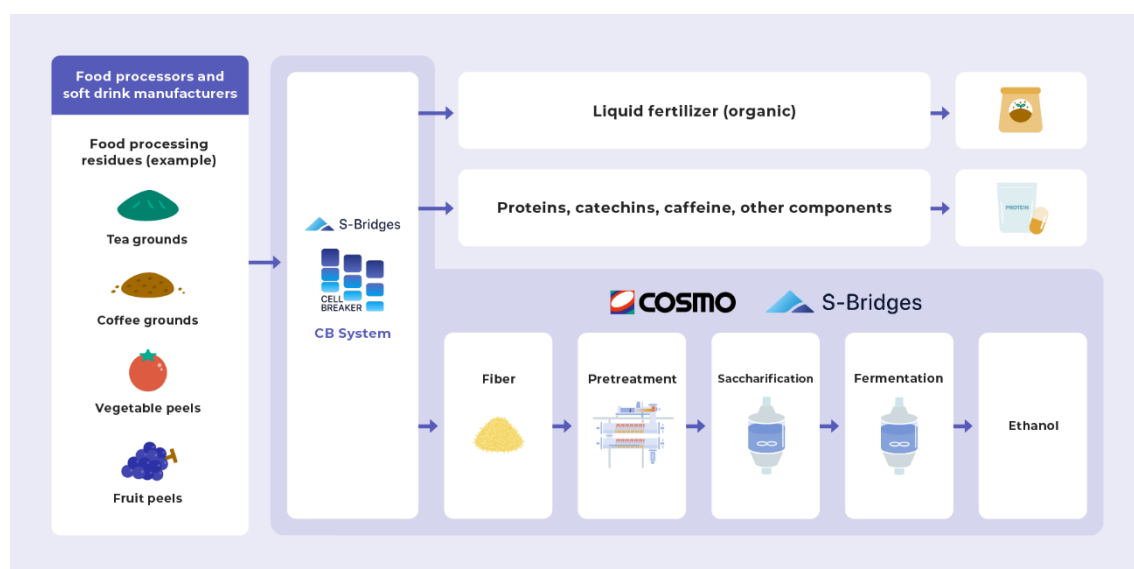 Food processors and
soft drink manufacturers
Food processing
residues (example)
Tea grounds
Coffee grounds
Vegetable peels
Fruit peels
S-Bridges
CELL
BREAKER
CB System
Liquid fertilizer (organic)
Proteins, catechins, caffeine, other components
PROTEIN
COSMO
S-Bridges
Fiber
Pretreatment
Saccharification
Fermentation
Ethanol